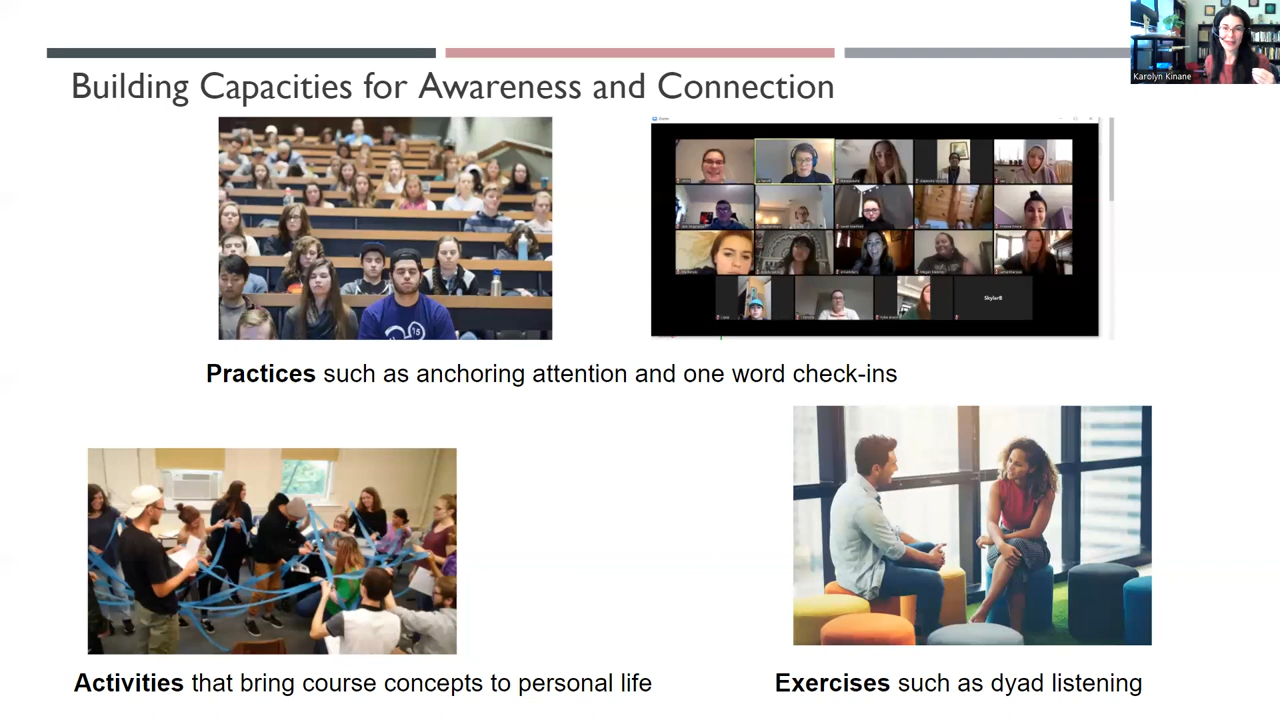 Karolyn Kinane
Building Capacities for Awareness and Connection
SkylarB
Practices such as anchoring attention and one word check-ins
Activities that bring course concepts to personal life
Exercises such as dyad listening